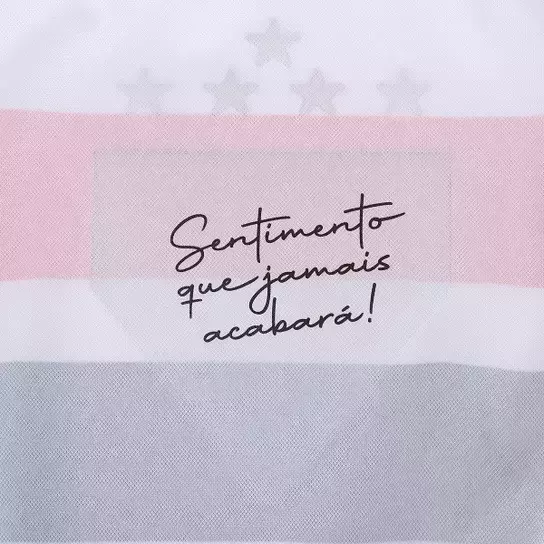 Sentimento
que jamais
acabará!